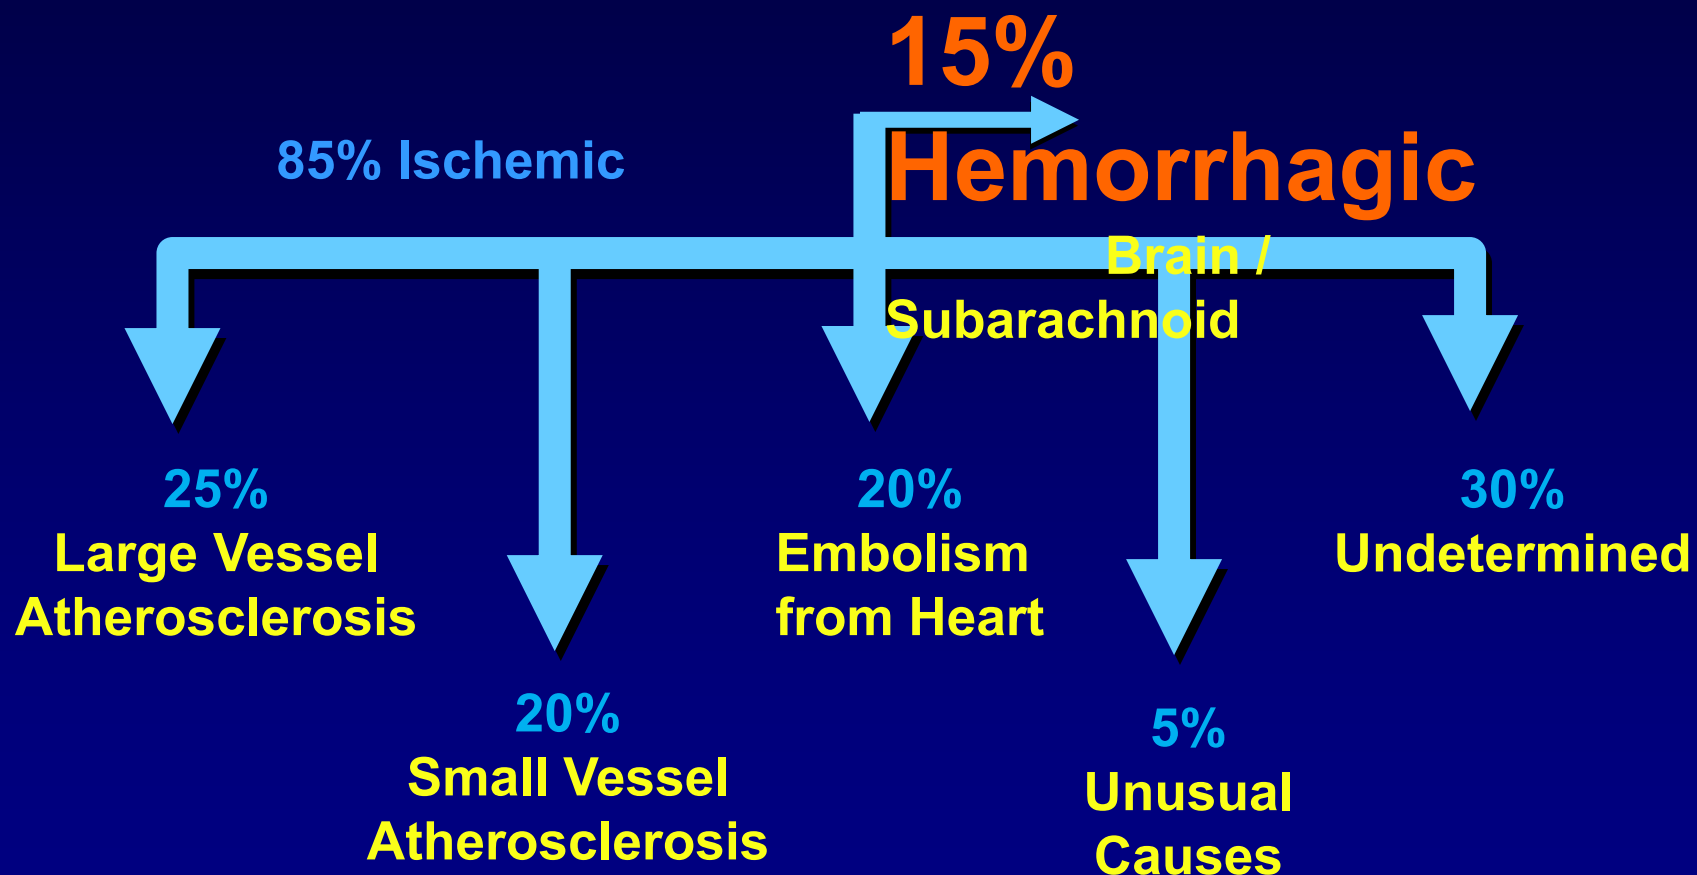 15%
85% Ischemic
Hemorrhagic
Brain /
Subarachnoid
25%
Large Vessel
Atherosclerosis
20%
Small Vessel
Atherosclerosis
20%
Embolism
from Heart
5%
Unusual
Causes
30%
Undetermined